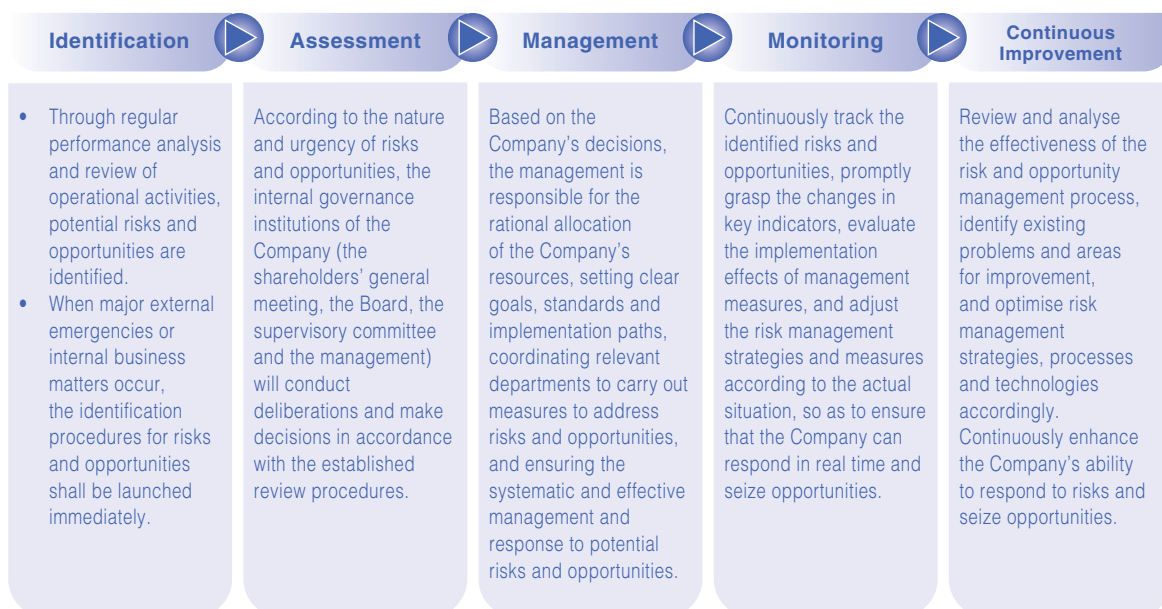 Identification
Assessment
Management
Monitoring
Continuous
Improvement
• Through regular
performance analysis
and review of
operational activities,
potential risks and
opportunities are
identified.
• When major external
emergencies or
internal business
matters occur,
the identification
procedures for risks
and opportunities
shall be launched
immediately.
According to the nature
and urgency of risks
and opportunities, the
internal governance
institutions of the
Company (the
shareholders’ general
meeting, the Board, the
supervisory committee
and the management)
will conduct
deliberations and make
decisions in accordance
with the established
review procedures.
Based on the
Company’s decisions,
the management is
responsible for the
rational allocation
of the Company’s
resources, setting clear
goals, standards and
implementation paths,
coordinating relevant
departments to carry out
measures to address
risks and opportunities,
and ensuring the
systematic and effective
management and
response to potential
risks and opportunities.
Continuously track the
identified risks and
opportunities, promptly
grasp the changes in
key indicators, evaluate
the implementation
effects of management
measures, and adjust
the risk management
strategies and measures
according to the actual
situation, so as to ensure
that the Company can
respond in real time and
seize opportunities.
Review and analyse
the effectiveness of the
risk and opportunity
management process,
identify existing
problems and areas
for improvement,
and optimise risk
management
strategies, processes
and technologies
accordingly.
Continuously enhance
the Company’s ability
to respond to risks and
seize opportunities.